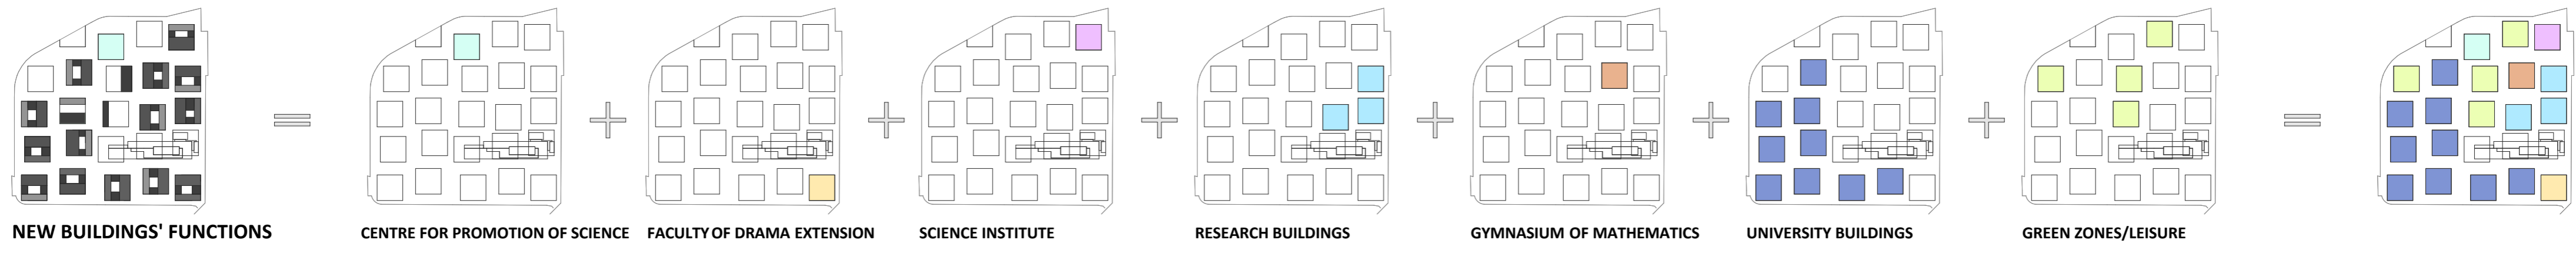 NEW BUILDINGS' FUNCTIONS
CENTRE FOR PROMOTION OF SCIENCE
FACULTY OF DRAMA EXTENSION
SCIENCE INSTITUTE
RESEARCH BUILDINGS
GYMNASIUM OF MATHEMATICS
UNIVERSITY BUILDINGS
GREEN ZONES/LEISURE